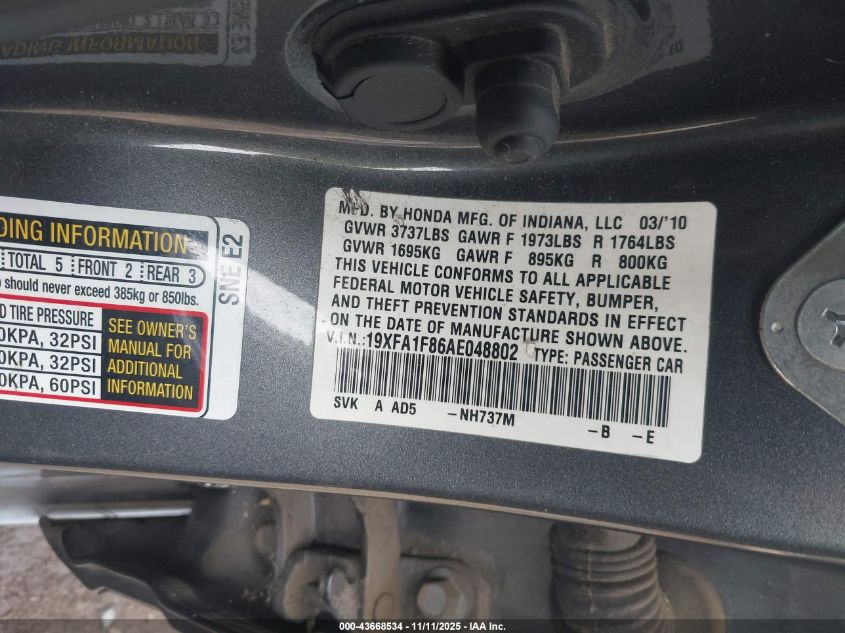 DING INFORMATION
TOTAL 5 FRONT 2 REAR 3
should never exceed 385kg or 850lbs.
TIRE PRESSURE
0KPA, 32PSI
0KPA, 32PSI
0KPA, 60PSI
SEE OWNER'S
MANUAL FOR
ADDITIONAL
INFORMATION
SNE E2
MFD. BY HONDA MFG. OF INDIANA, LLC 03/'10
GVWR 3737LBS GAWR F 1973LBS R 1764LBS
GVWR 1695KG GAWR F 895KG R 800KG
THIS VEHICLE CONFORMS TO ALL APPLICABLE
FEDERAL MOTOR VEHICLE SAFETY, BUMPER,
AND THEFT PREVENTION STANDARDS IN EFFECT
ON THE DATE OF MANUFACTURE SHOWN ABOVE.
V.I.N.:19XFA1F86AE048802 TYPE: PASSENGER CAR
SVK A AD5 -NH737M -B -E
000-43668534 - 11/11/2025 - IAA Inc.